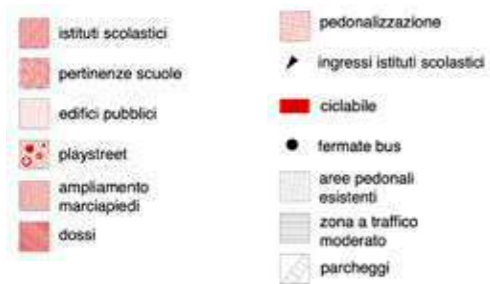 istituti scolastici
pertinenze scuole
edifici pubblici
playstreet
ampliamento
marciapiedi
dossi
pedonalizzazione
ingressi istituti scolastici
ciclabile
fermate bus
aree pedonali
esistenti
zona a traffico
moderato
parcheggi